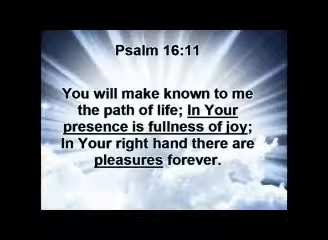 Psalm 16:11
You will make known to me
the path of life; In Your
presence is fullness of joy;
In Your right hand there are
pleasures forever.